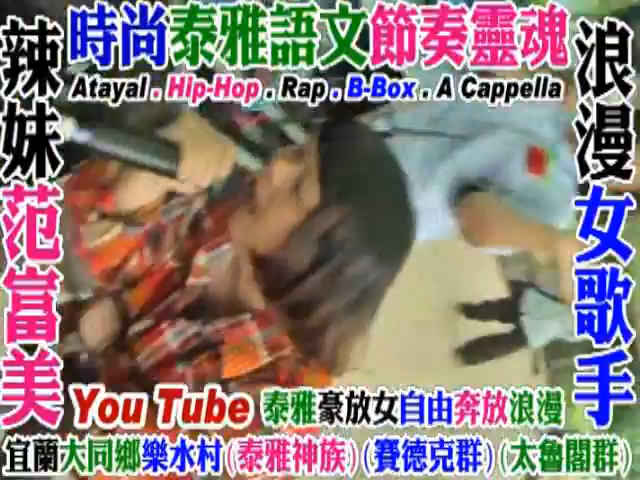 時尚泰雅語文節奏靈魂
Atayal . Hip-Hop . Rap . B-Box . A Cappella
辣妹范富美
浪漫女歌手
You Tube 泰雅豪放女自由奔放浪漫
宜蘭大同鄉樂水村(泰雅神族)(賽德克群)(太魯閣群)